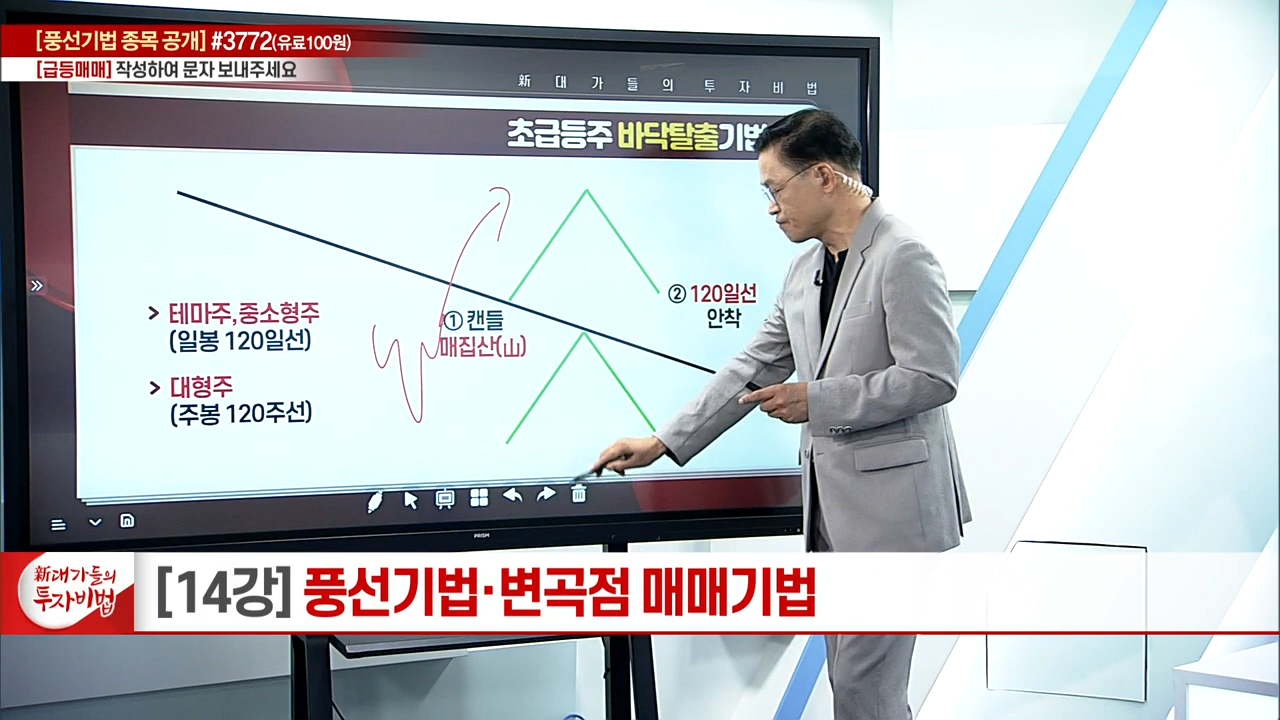 [풍선기법 종목 공개] #3772(유료100원)
[급등매매] 작성하여 문자 보내주세요
新 대 가 들 의 투 자 비 법
초급등주 바닥탈출기법
> 테마주,중소형주
(일봉 120일선)
> 대형주
(주봉 120주선)
① 캔들
매집산(山)
② 120일선
안착
PRISM
新대가들의
투자비법
[14강] 풍선기법·변곡점 매매기법